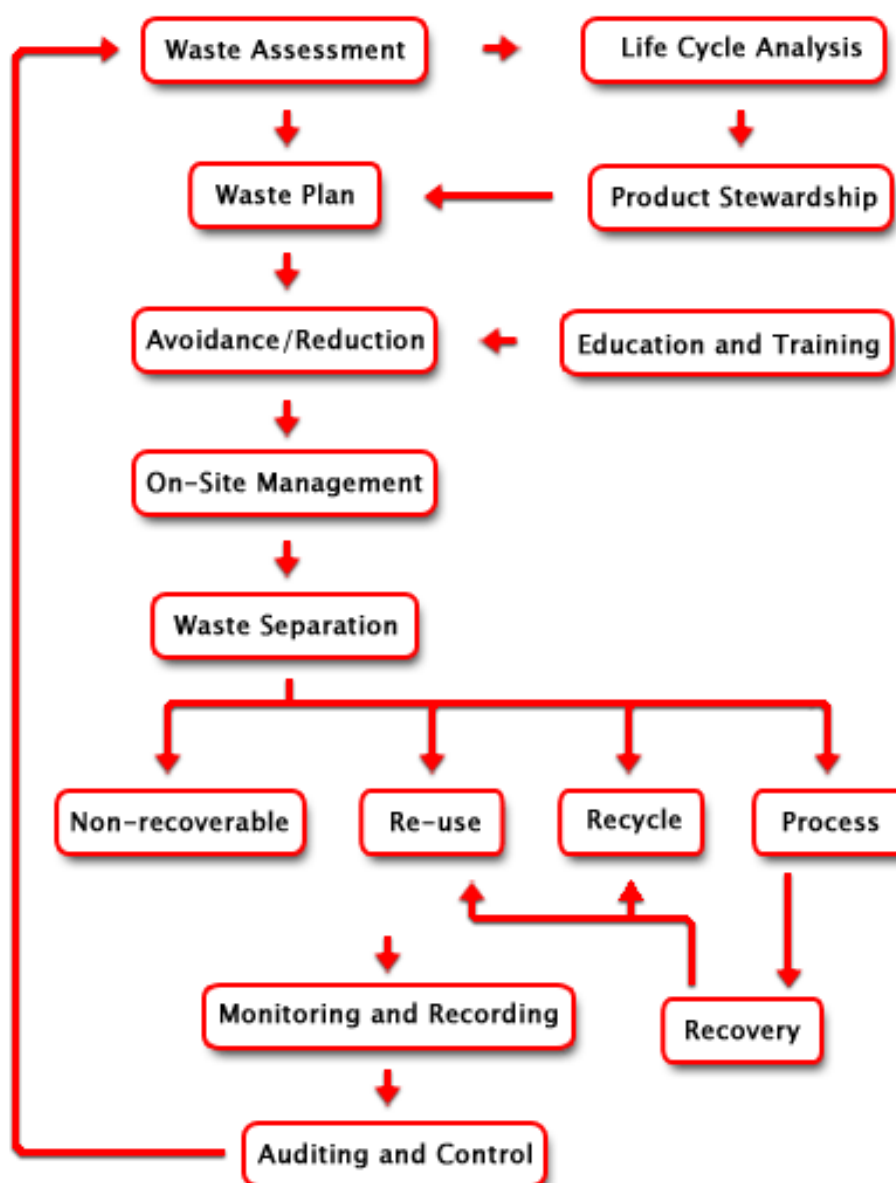 Waste Assessment
Life Cycle Analysis
Waste Plan
Product Stewardship
Avoidance/Reduction
Education and Training
On-Site Management
Waste Separation
Non-recoverable
Re-use
Recycle
Process
Monitoring and Recording
Recovery
Auditing and Control